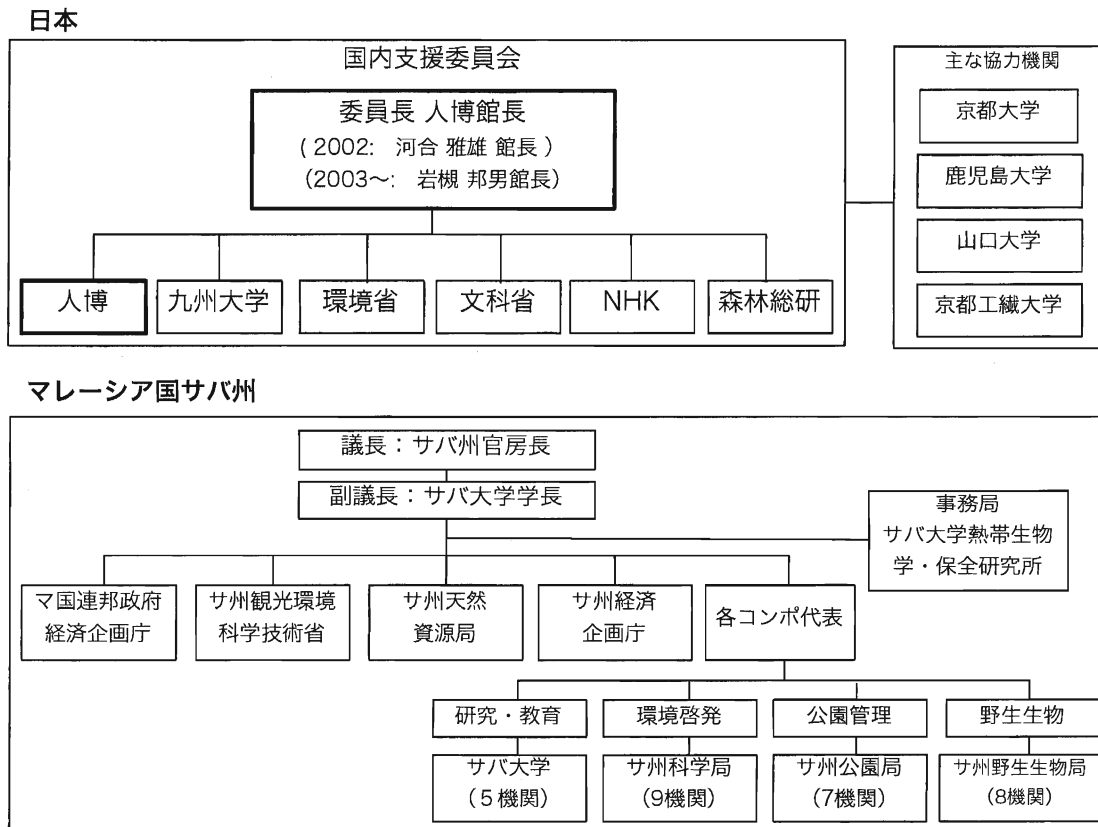 日本
国内支援委員会
委員長 人博館長
( 2002: 河合 雅雄 館長 )
(2003〜: 岩槻 邦男館長)
人博
九州大学
環境省
文科省
NHK
森林総研
主な協力機関
京都大学
鹿児島大学
山口大学
京都工繊大学
マレーシア国サバ州
議長:サバ州官房長
副議長:サバ大学学長
事務局
サバ大学熱帯生物
学・保全研究所
マ国連邦政府
経済企画庁
サ州観光環境
科学技術省
サ州天然
資源局
サ州経済
企画庁
各コンポ代表
研究・教育
環境啓発
公園管理
野生生物
サバ大学
(5機関)
サ州科学局
(9機関)
サ州公園局
(7機関)
サ州野生生物局
(8機関)